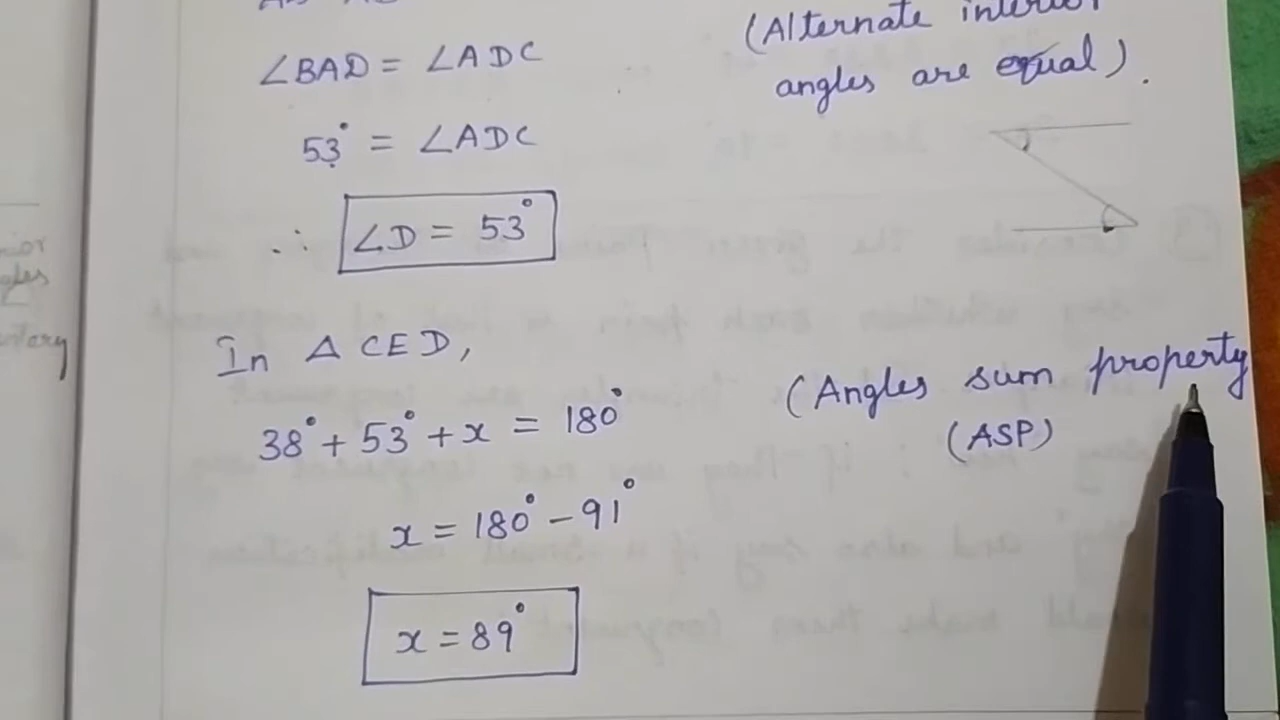 (Alternate interior
∠BAD = ∠ADC
angles are equal).
53° = ∠ADC
∴ ∠D = 53°
In △CED,
(Angles sum property
38° + 53° + x = 180°
(ASP)
x = 180° - 91°
x = 89°